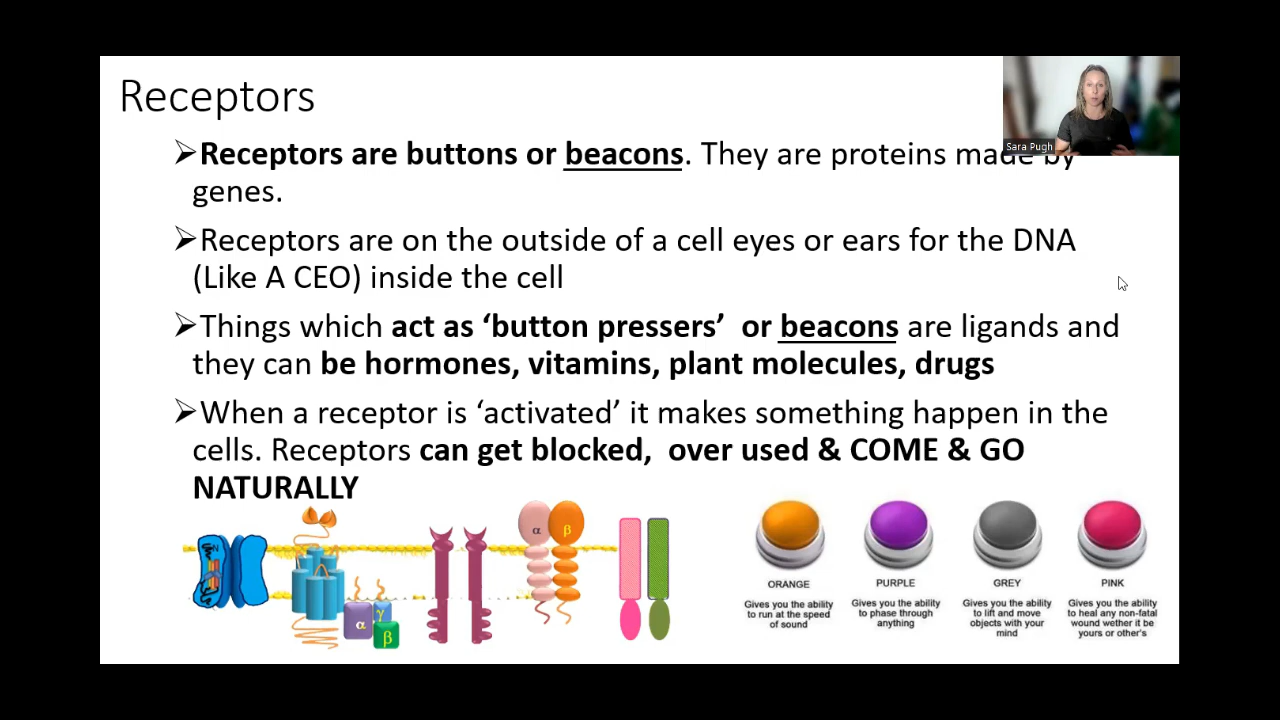 Receptors
Sara Pugh
➢Receptors are buttons or beacons. They are proteins made by
genes.
➢Receptors are on the outside of a cell eyes or ears for the DNA
(Like A CEO) inside the cell
➢Things which act as ‘button pressers’ or beacons are ligands and
they can be hormones, vitamins, plant molecules, drugs
➢When a receptor is ‘activated’ it makes something happen in the
cells. Receptors can get blocked, over used & COME & GO
NATURALLY
α β
α γ
β
ORANGE
Gives you the ability
to run at the speed
of sound
PURPLE
Gives you the ability
to phase through
anything
GREY
Gives you the ability
to lift and move
objects with your
mind
PINK
Gives you the ability
to heal any non-fatal
wound wether it be
yours or other's